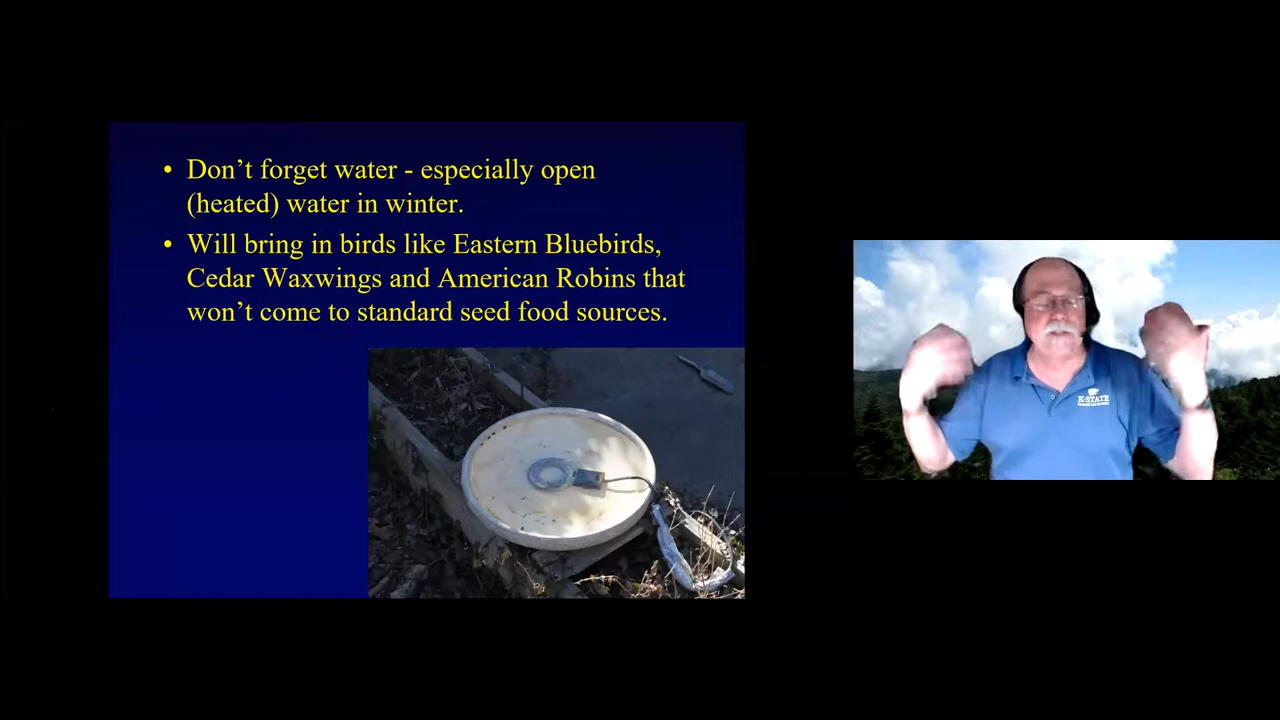 • Don’t forget water - especially open
(heated) water in winter.
• Will bring in birds like Eastern Bluebirds,
Cedar Waxwings and American Robins that
won’t come to standard seed food sources.
K-STATE